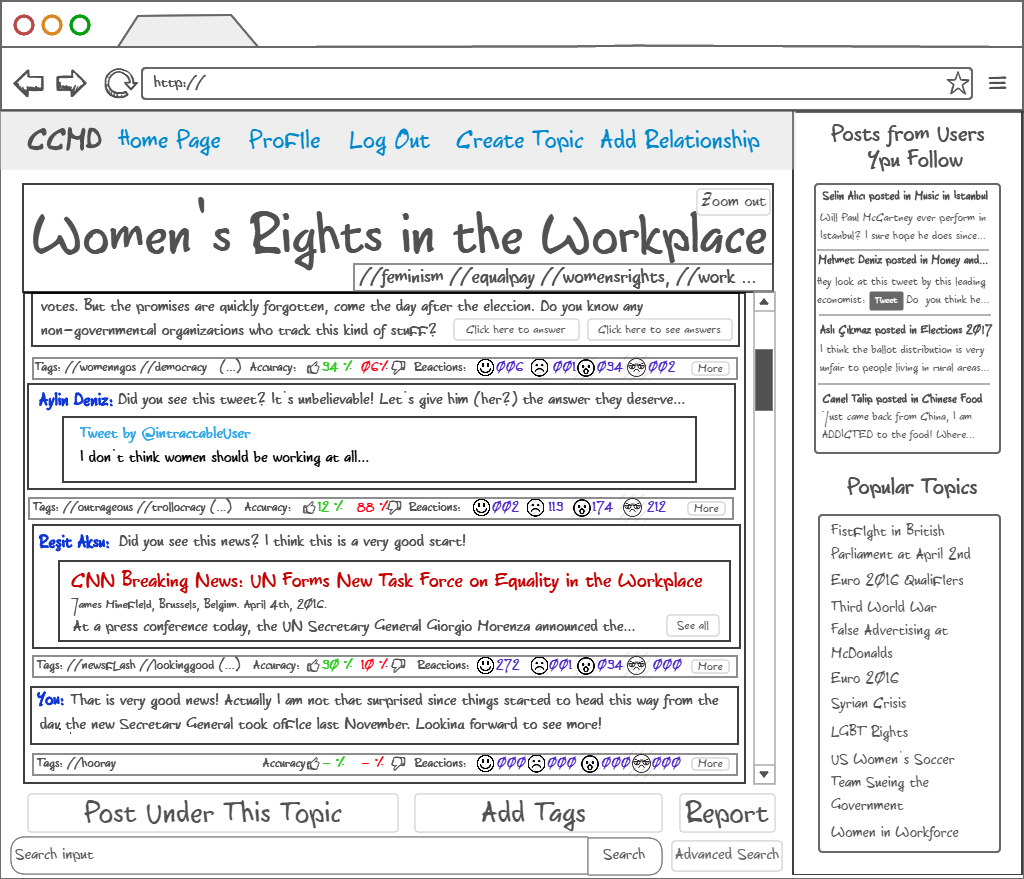 http://
CCMD Home Page ProFIle Log Out Create Topic Add Relationship
Zoom out
Women's Rights in the Workplace
//feminism //equalpay //womensrights, //work ...
votes. But the promises are quickly forgotten, come the day after the election. Do you know any
non-governmental organizations who track this kind of stuff? Click here to answer Click here to see answers
Tags: //womenngos //democracy (...) Accuracy: 94 % 06% Reactions: 006 001 094 002 More
Aylin Deniz: Did you see this tweet? It's unbelievable! Let's give him (her?) the answer they deserve...
Tweet by @intractableUser
I don't think women should be working at all...
Tags: //outrageous //trollocracy (...) Accuracy: 12 % 88 % Reactions: 002 119 174 212 More
Reşit Aksu: Did you see this news? I think this is a very good start!
CNN Breaking News: UN Forms New Task Force on Equality in the Workplace
James MineFIeld, Brussels, Belgim. April 4th, 2016.
At a press conference today, the UN Secretary General Giorgio Morenza announced the... See all
Tags: //newsFLash //lookinggood (...) Accuracy: 90 % 10 % Reactions: 272 001 094 000 More
You: That is very good news! Actually I am not that surprised since things started to head this way from the
day the new Secretary General took oFFIce last November. Looking forward to see more!
Tags: //hooray Accuracy - % - % Reactions: 000 000 000 000 More
Post Under This Topic Add Tags Report
Search input Search Advanced Search
Posts from Users
You Follow
Selin Alıcı posted in Music in Istanbul
Will Paul McCartney ever perform in
Istanbul? I sure hope he does since...
Mehmet Deniz posted in Money and...
Hey look at this tweet by this leading
economist: Tweet Do you think he...
Aslı Çıkmaz posted in Elections 2017
I think the ballot distribution is very
unfair to people living in rural areas...
Canel Talip posted in Chinese Food
Just came back from China, I am
ADDICTED to the food! Where...
Popular Topics
FistFIght in British
Parliament at April 2nd
Euro 2016 QualiFIers
Third World War
False Advertising at
McDonalds
Euro 2016
Syrian Crisis
LGBT Rights
US Women's Soccer
Team Sueing the
Government
Women in Workforce